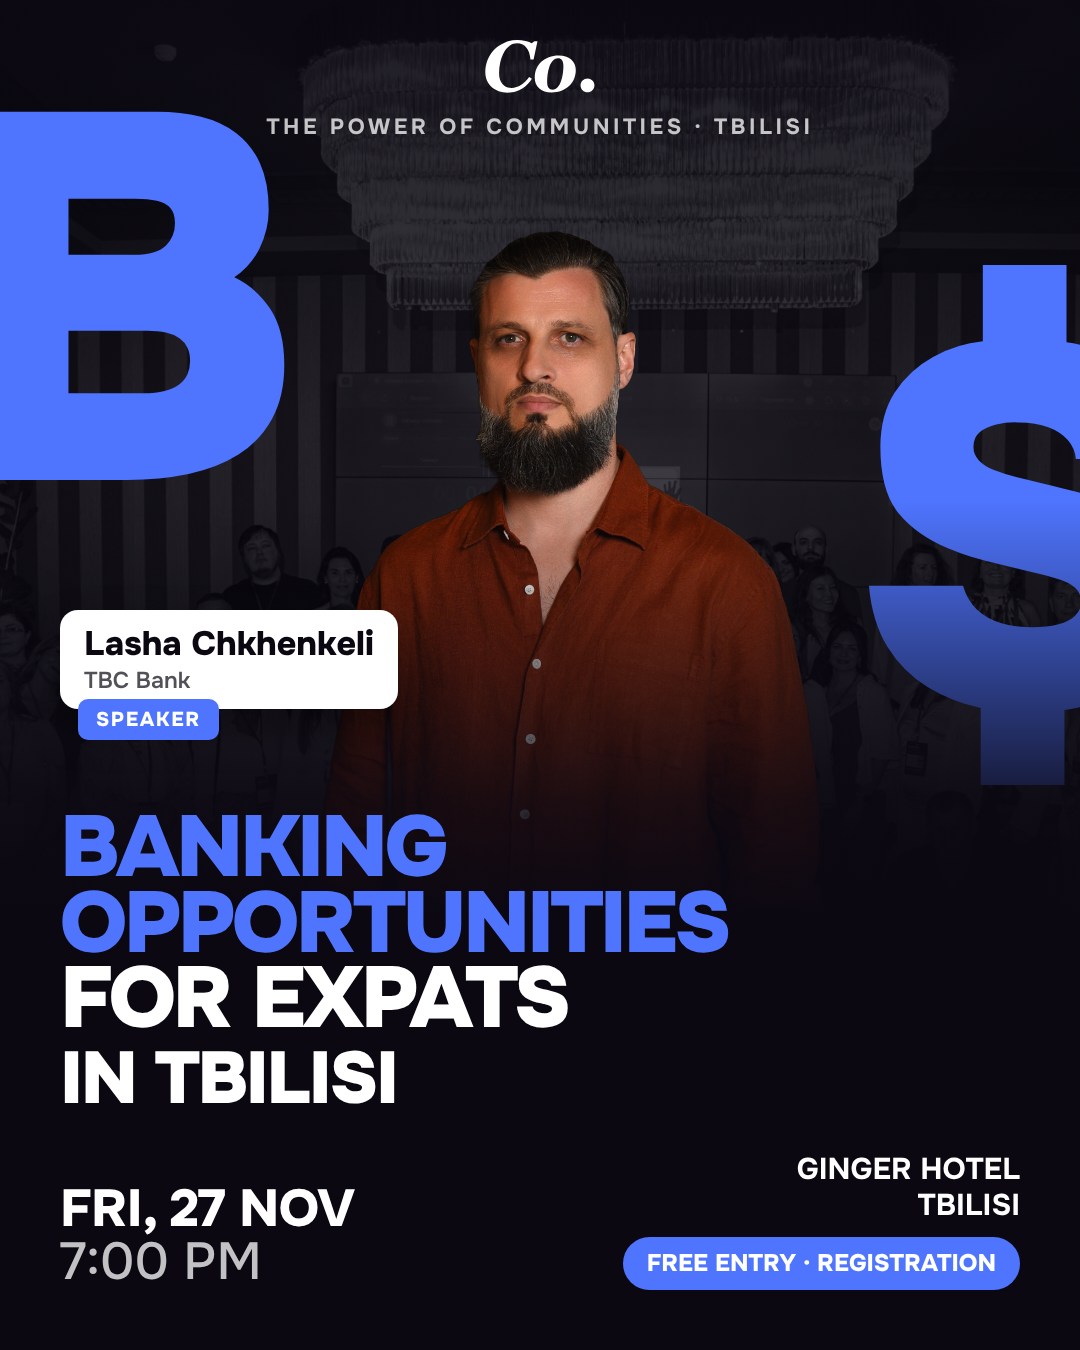 Co.
THE POWER OF COMMUNITIES · TBILISI
B
$
Lasha Chkhenkeli
TBC Bank
SPEAKER
BANKING
OPPORTUNITIES
FOR EXPATS
IN TBILISI
FRI, 27 NOV
7:00 PM
GINGER HOTEL
TBILISI
FREE ENTRY · REGISTRATION